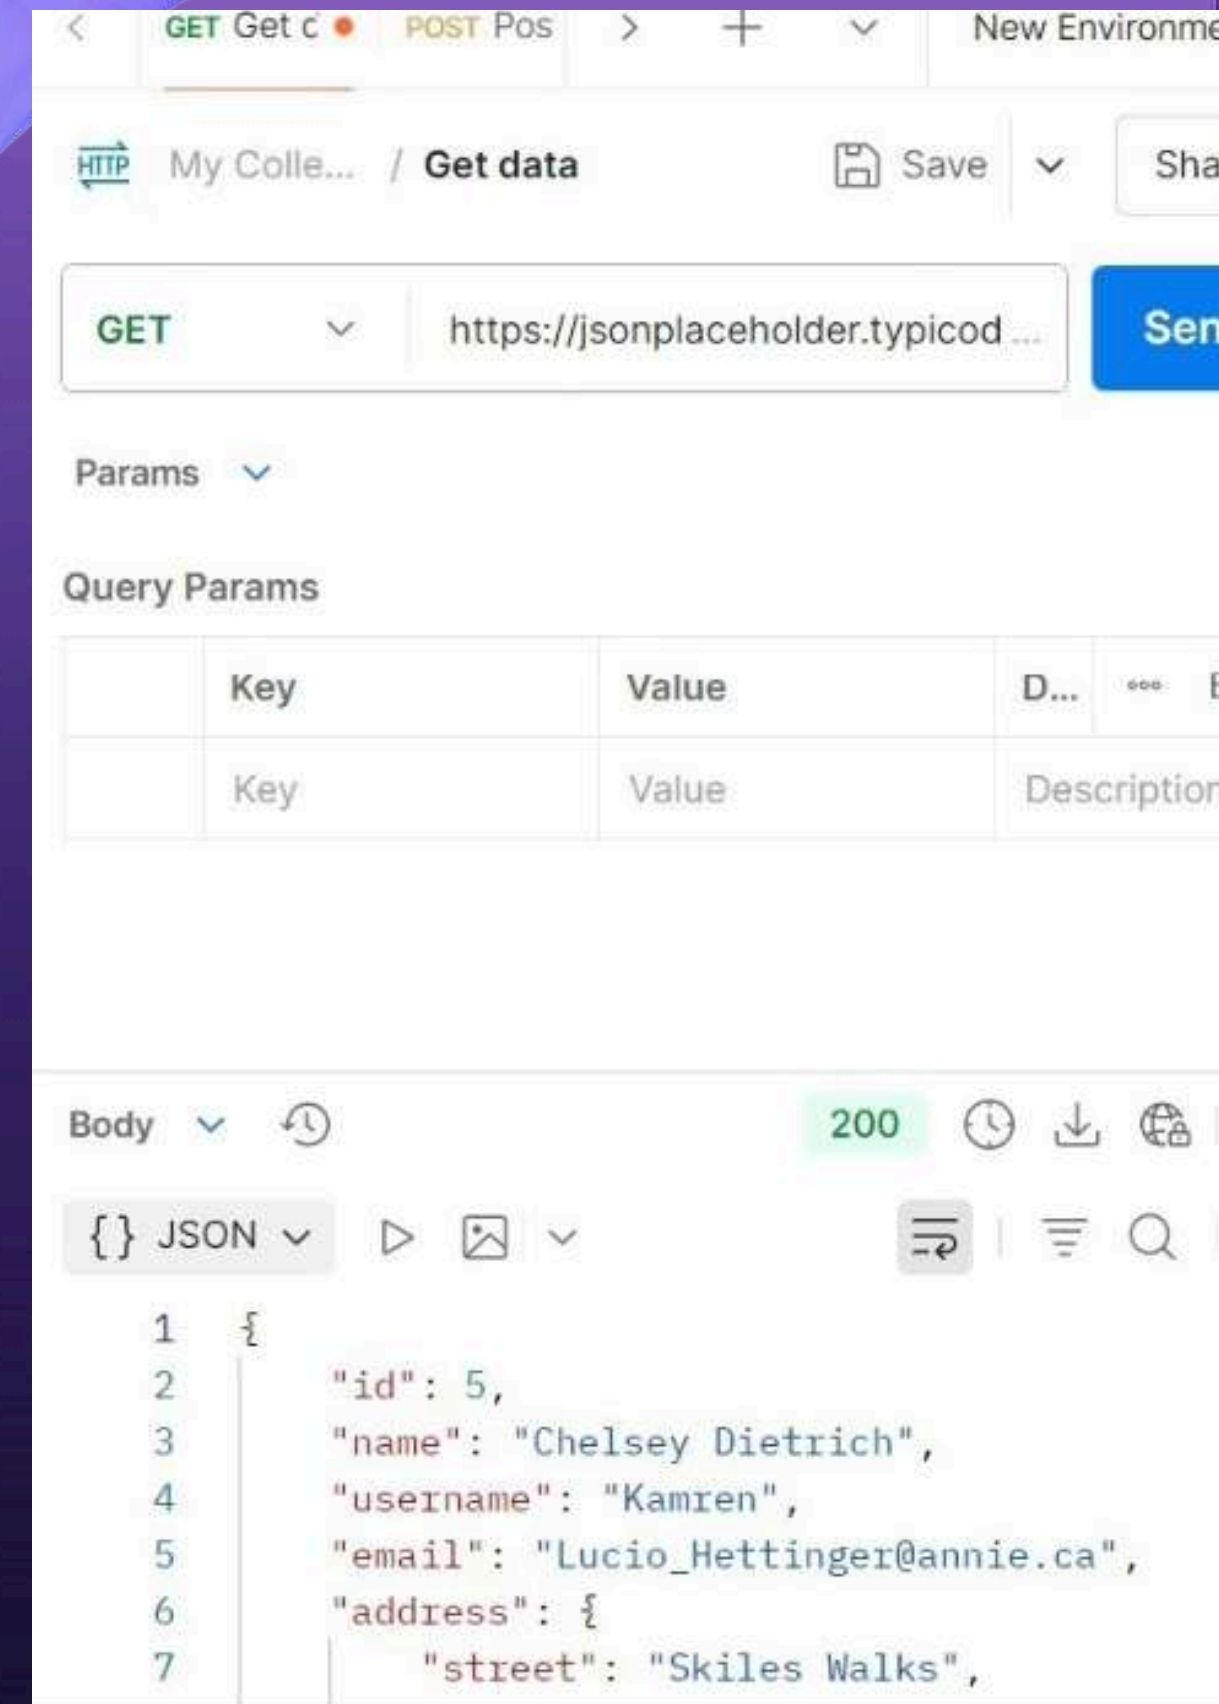 GET Get POST Pos New Environme
HTTP My Colle... / Get data Save Sha
GET https://jsonplaceholder.typicod... Sen
Params
Query Params
Key Value D...
Key Value Description
Body 200
{} JSON
1 {
2 "id": 5,
3 "name": "Chelsey Dietrich",
4 "username": "Kamren",
5 "email": "Lucio_Hettinger@annie.ca",
6 "address": {
7 "street": "Skiles Walks",